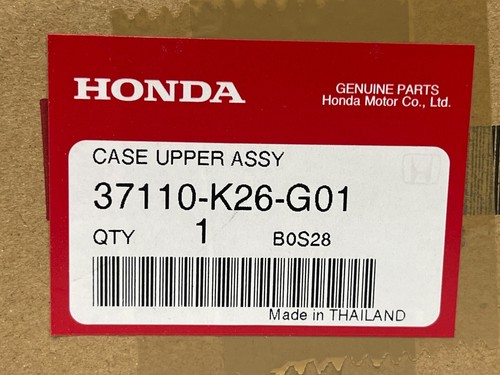 HONDA
GENUINE PARTS
Honda Motor Co., Ltd.
CASE UPPER ASSY
37110-K26-G01
QTY 1 B0S28
Made in THAILAND